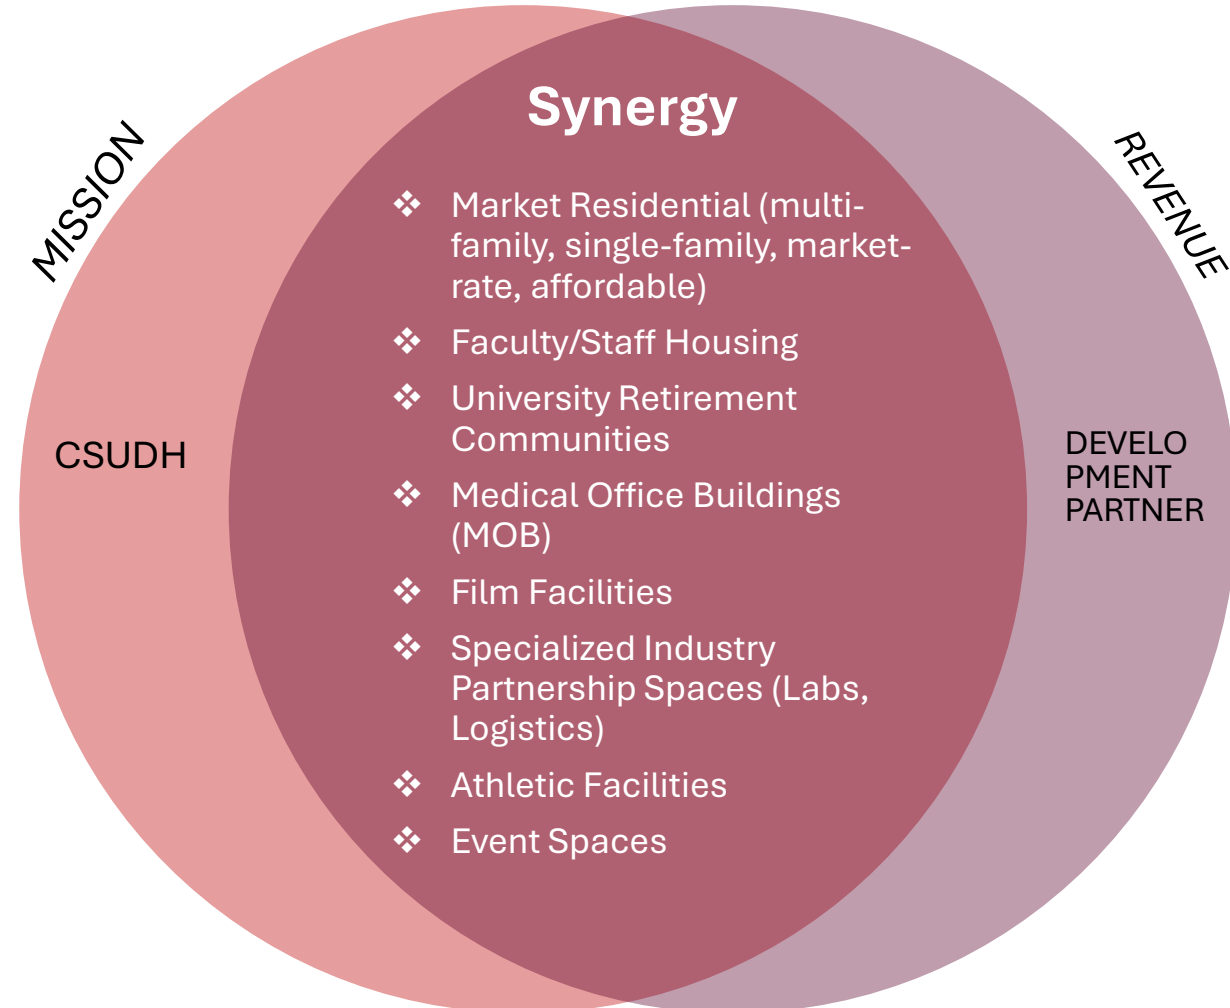 MISSION
REVENUE
Synergy
❖ Market Residential (multi-
family, single-family, market-
rate, affordable)
❖ Faculty/Staff Housing
❖ University Retirement
Communities
❖ Medical Office Buildings
(MOB)
❖ Film Facilities
❖ Specialized Industry
Partnership Spaces (Labs,
Logistics)
❖ Athletic Facilities
❖ Event Spaces
CSUDH
DEVELO
PMENT
PARTNER